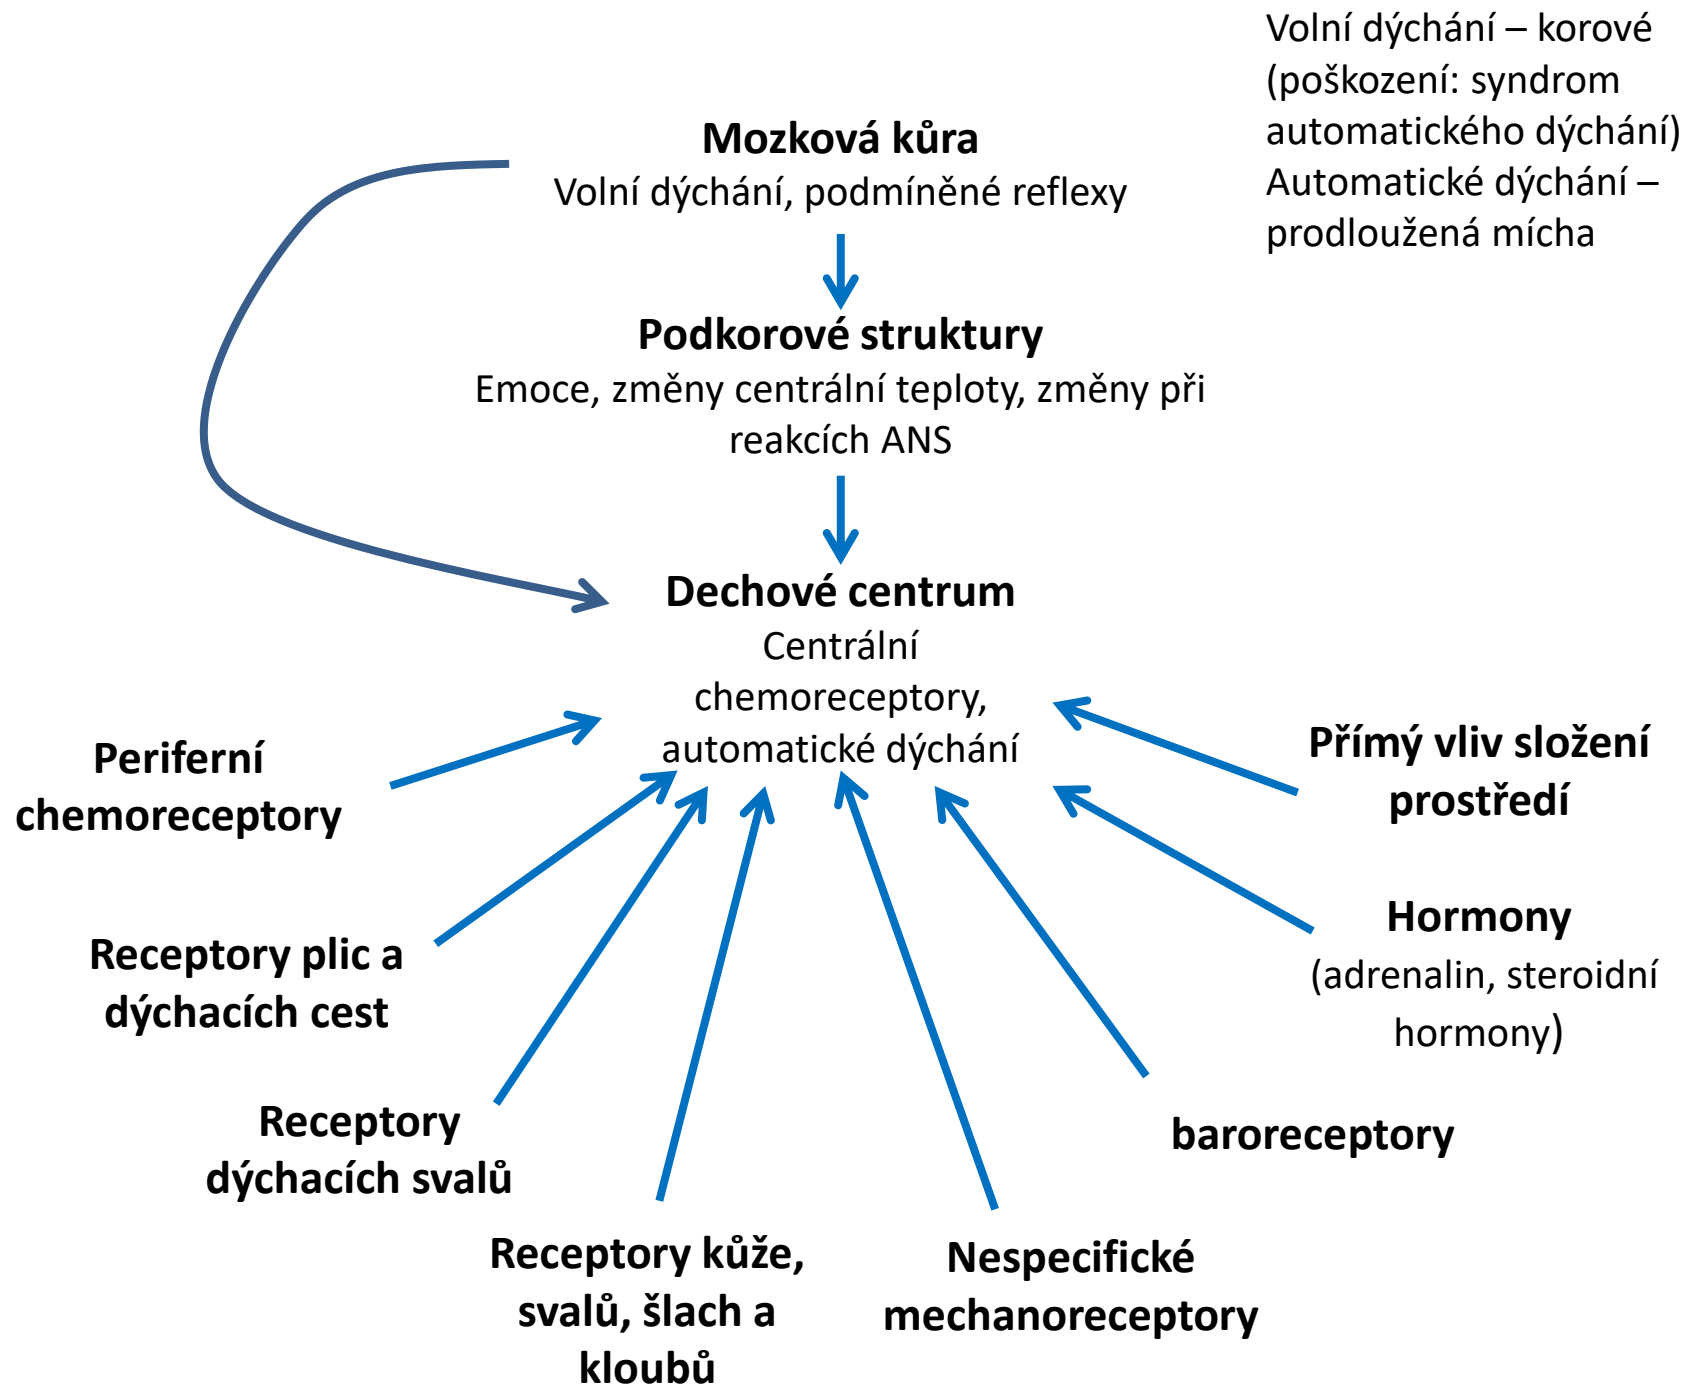 Volní dýchání – korové
(poškození: syndrom
automatického dýchání)
Automatické dýchání –
prodloužená mícha
Mozková kůra
Volní dýchání, podmíněné reflexy
Podkorové struktury
Emoce, změny centrální teploty, změny při
reakcích ANS
Dechové centrum
Centrální
chemoreceptory,
automatické dýchání
Periferní
chemoreceptory
Přímý vliv složení
prostředí
Receptory plic a
dýchacích cest
Hormony
(adrenalin, steroidní
hormony)
Receptory
dýchacích svalů
baroreceptory
Receptory kůže,
svalů, šlach a
kloubů
Nespecifické
mechanoreceptory